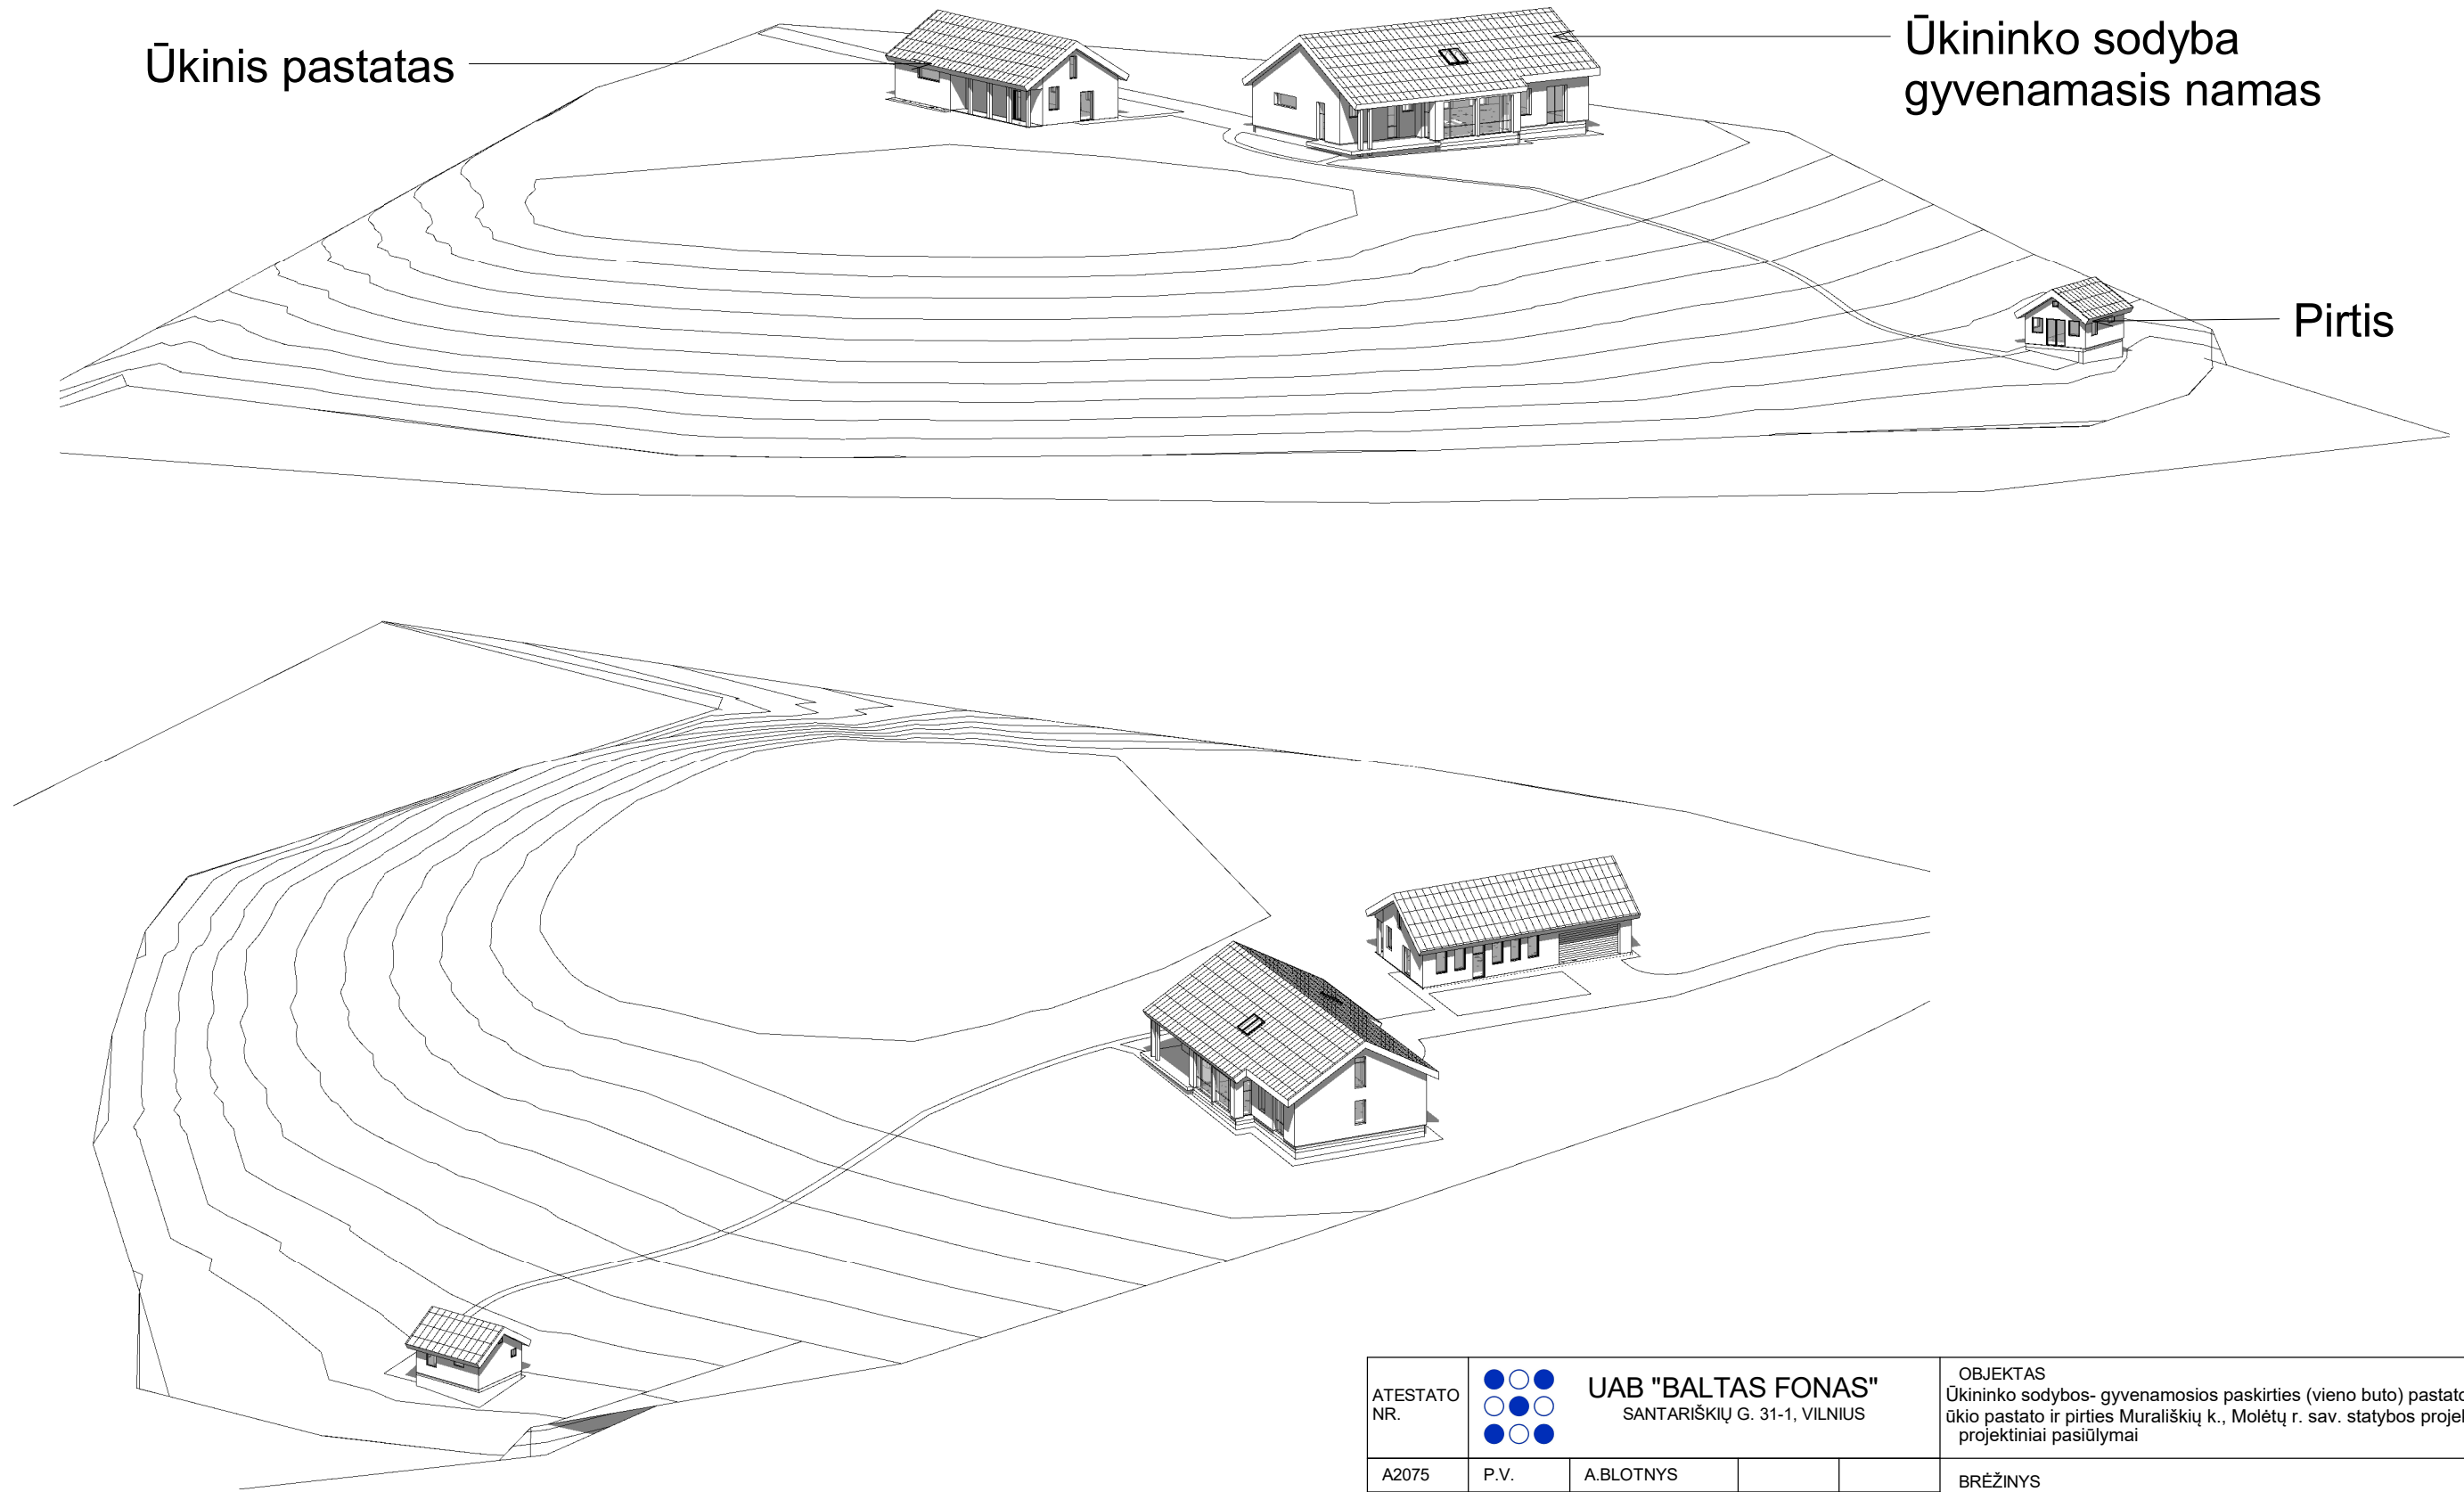 Ūkinis pastatas
Ūkininko sodyba
gyvenamasis namas
Pirtis
ATESTATO
NR.
UAB "BALTAS FONAS"
SANTARIŠKIŲ G. 31-1, VILNIUS
OBJEKTAS
Ūkininko sodybos- gyvenamosios paskirties (vieno buto) pastato
ūkio pastato ir pirties Murališkių k., Molėtų r. sav. statybos projek
projektiniai pasiūlymai
A2075
P.V.
A.BLOTNYS
BRĖŽINYS